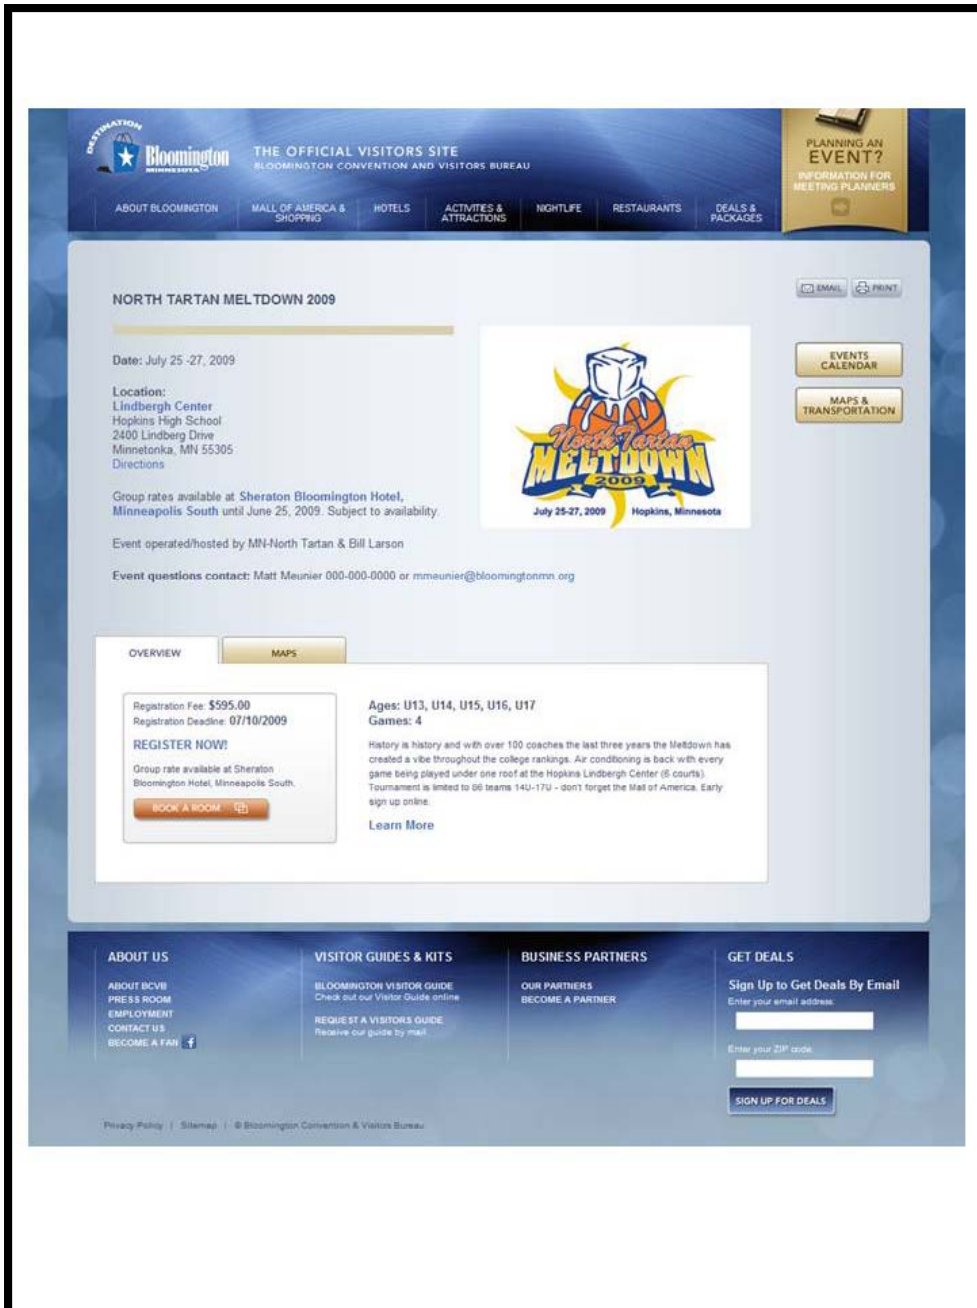 DESTINATION
Bloomington
MINNESOTA
THE OFFICIAL VISITORS SITE
BLOOMINGTON CONVENTION AND VISITORS BUREAU
PLANNING AN
EVENT?
INFORMATION FOR
MEETING PLANNERS
ABOUT BLOOMINGTON
MALL OF AMERICA &
SHOPPING
HOTELS
ACTIVITIES &
ATTRACTIONS
NIGHTLIFE
RESTAURANTS
DEALS &
PACKAGES
EMAIL
PRINT
NORTH TARTAN MELTDOWN 2009
Date: July 25 -27, 2009
Location:
Lindbergh Center
Hopkins High School
2400 Lindberg Drive
Minnetonka, MN 55305
Directions
Group rates available at Sheraton Bloomington Hotel,
Minneapolis South until June 25, 2009. Subject to availability.
Event operated/hosted by MN-North Tartan & Bill Larson
Event questions contact: Matt Meunier 000-000-0000 or mmeunier@bloomingtonmn.org
North Tartan
MELTDOWN
2009
July 25-27, 2009 Hopkins, Minnesota
EVENTS
CALENDAR
MAPS &
TRANSPORTATION
OVERVIEW
MAPS
Registration Fee: $595.00
Registration Deadline: 07/10/2009
REGISTER NOW!
Group rate available at Sheraton
Bloomington Hotel, Minneapolis South.
BOOK A ROOM
Ages: U13, U14, U15, U16, U17
Games: 4
History is history and with over 100 coaches the last three years the Meltdown has
created a vibe throughout the college rankings. Air conditioning is back with every
game being played under one roof at the Hopkins Lindbergh Center (6 courts).
Tournament is limited to 86 teams 14U-17U - don't forget the Mall of America. Early
sign up online.
Learn More
ABOUT US
ABOUT BCVB
PRESS ROOM
EMPLOYMENT
CONTACT US
BECOME A FAN
VISITOR GUIDES & KITS
BLOOMINGTON VISITOR GUIDE
Check out our Visitor Guide online
REQUEST A VISITORS GUIDE
Receive our guide by mail
BUSINESS PARTNERS
OUR PARTNERS
BECOME A PARTNER
GET DEALS
Sign Up to Get Deals By Email
Enter your email address:
Enter your ZIP code:
SIGN UP FOR DEALS
Privacy Policy | Sitemap | © Bloomington Convention & Visitors Bureau